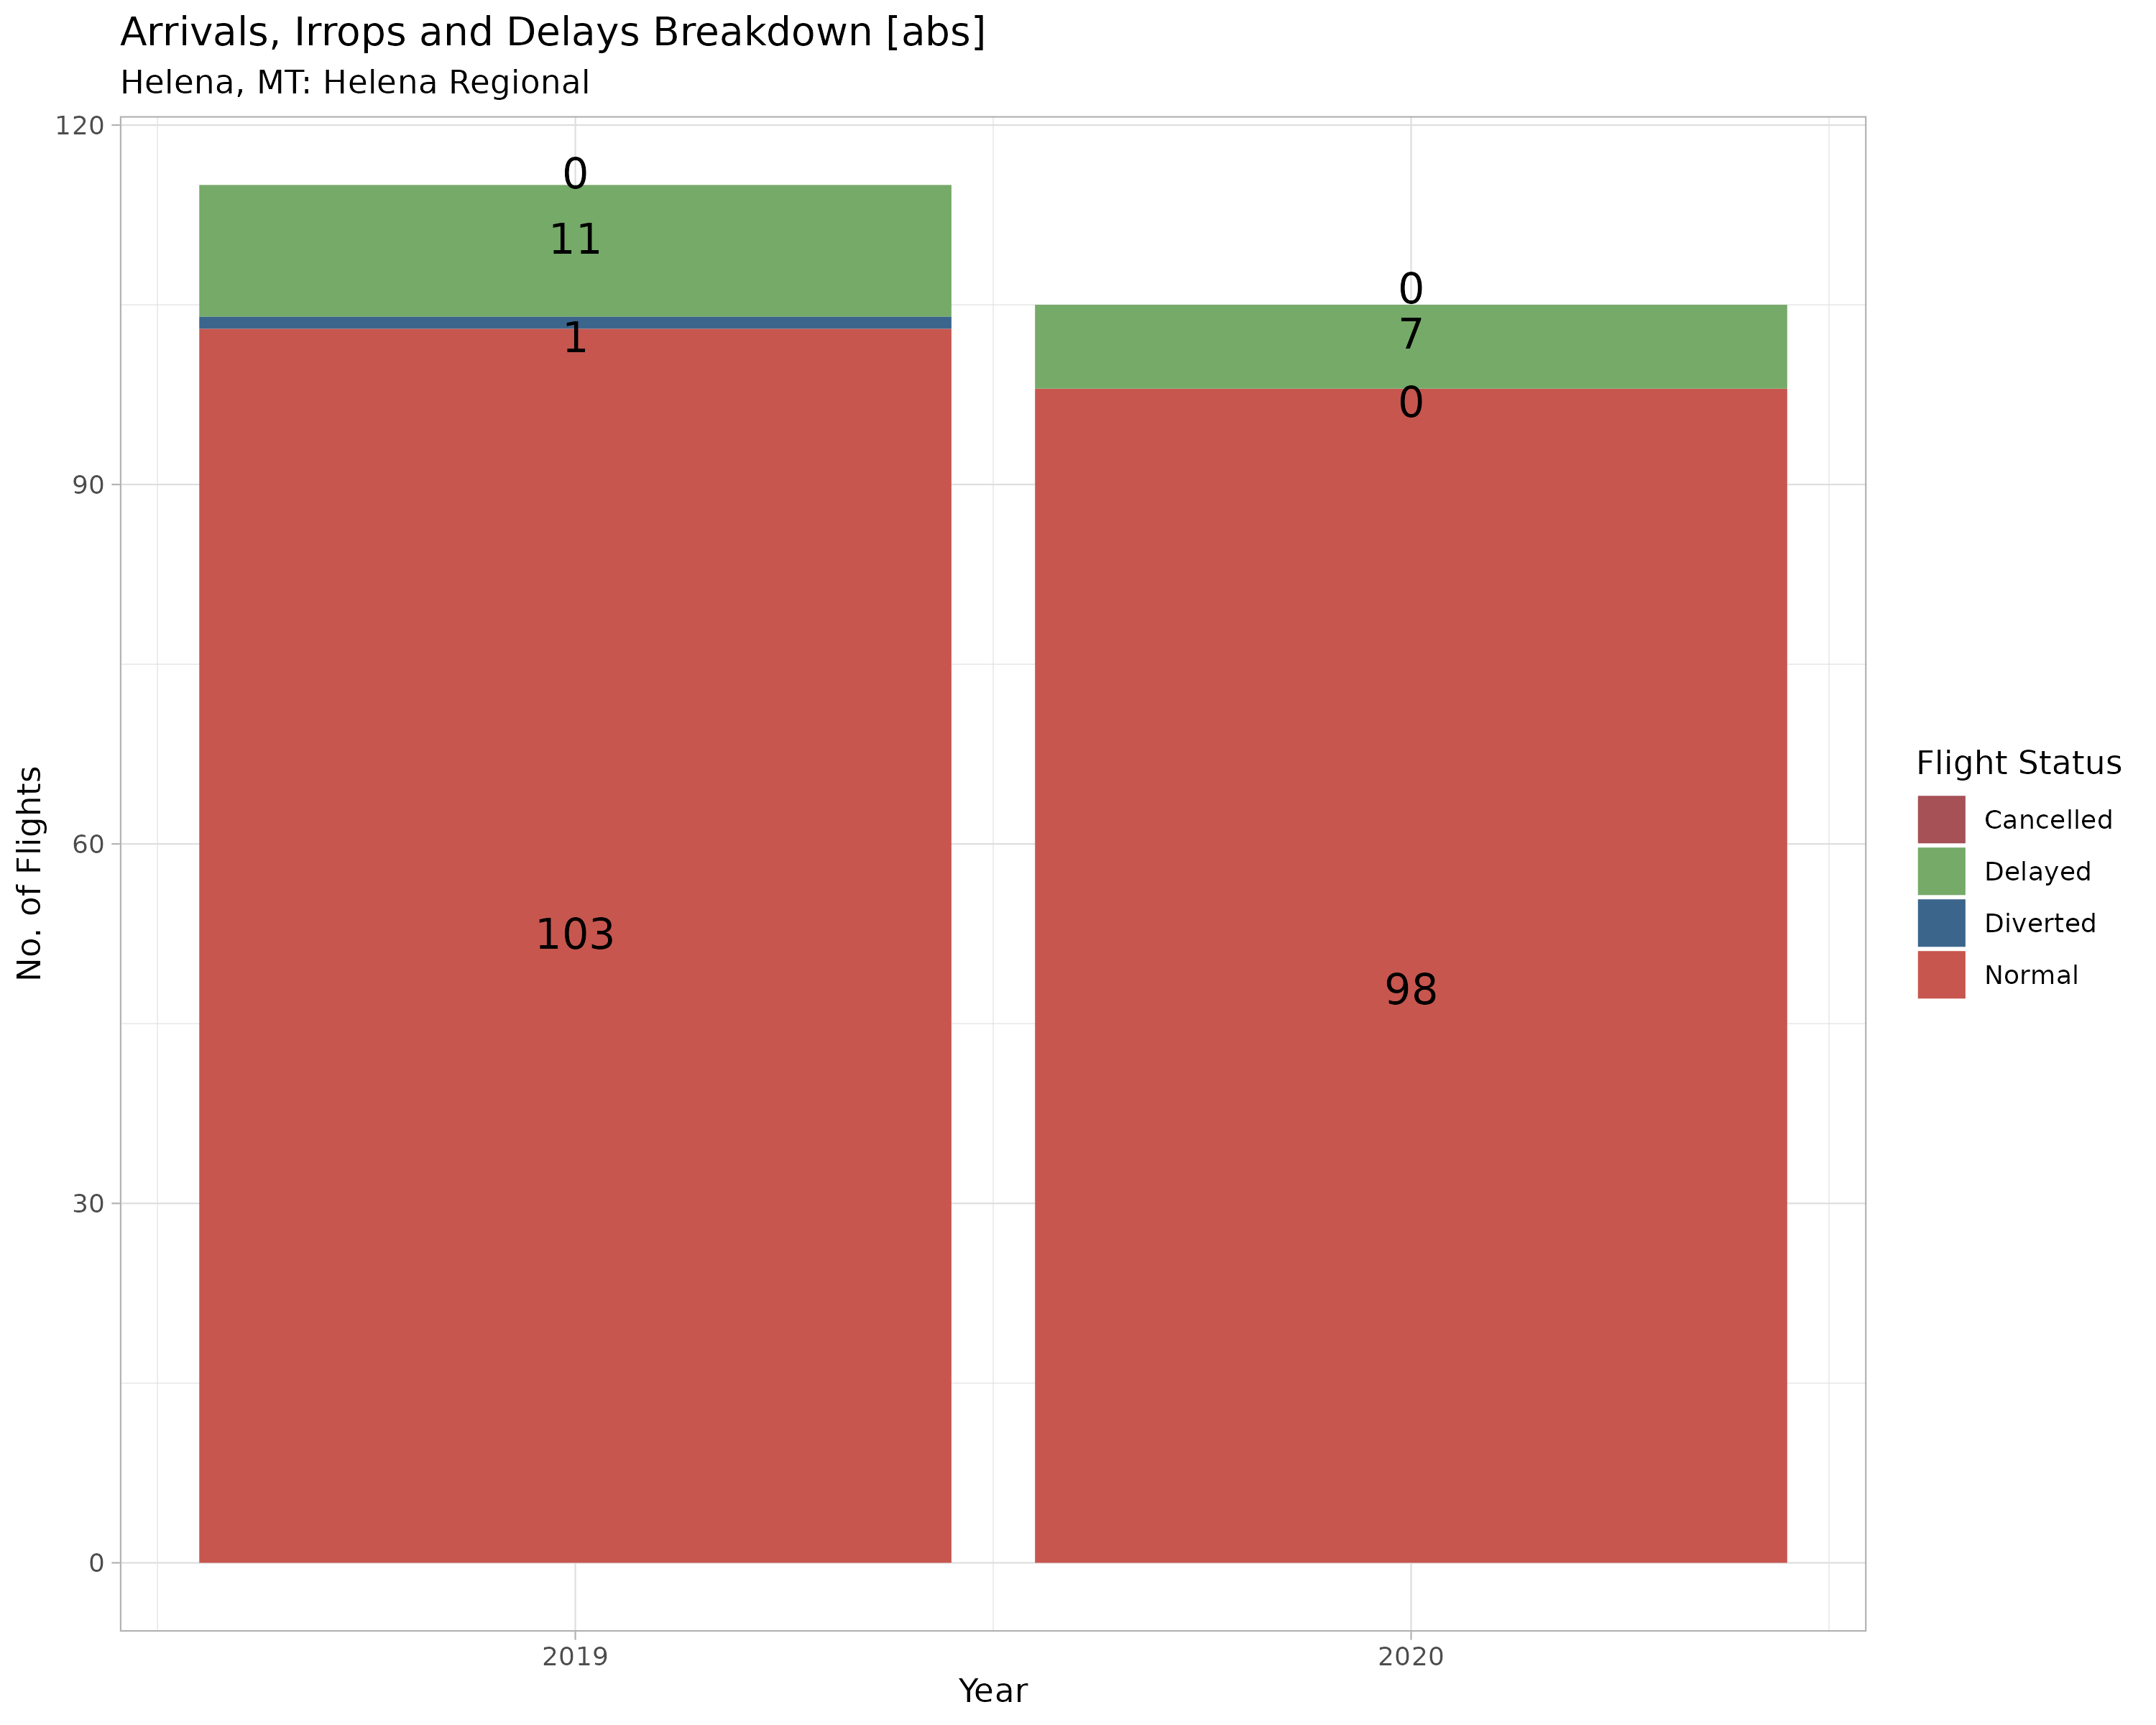 Arrivals, Irrops and Delays Breakdown [abs]
Helena, MT: Helena Regional
120
90
60
30
0
No. of Flights
0
11
1
103
0
7
0
98
2019
2020
Year
Flight Status
Cancelled
Delayed
Diverted
Normal